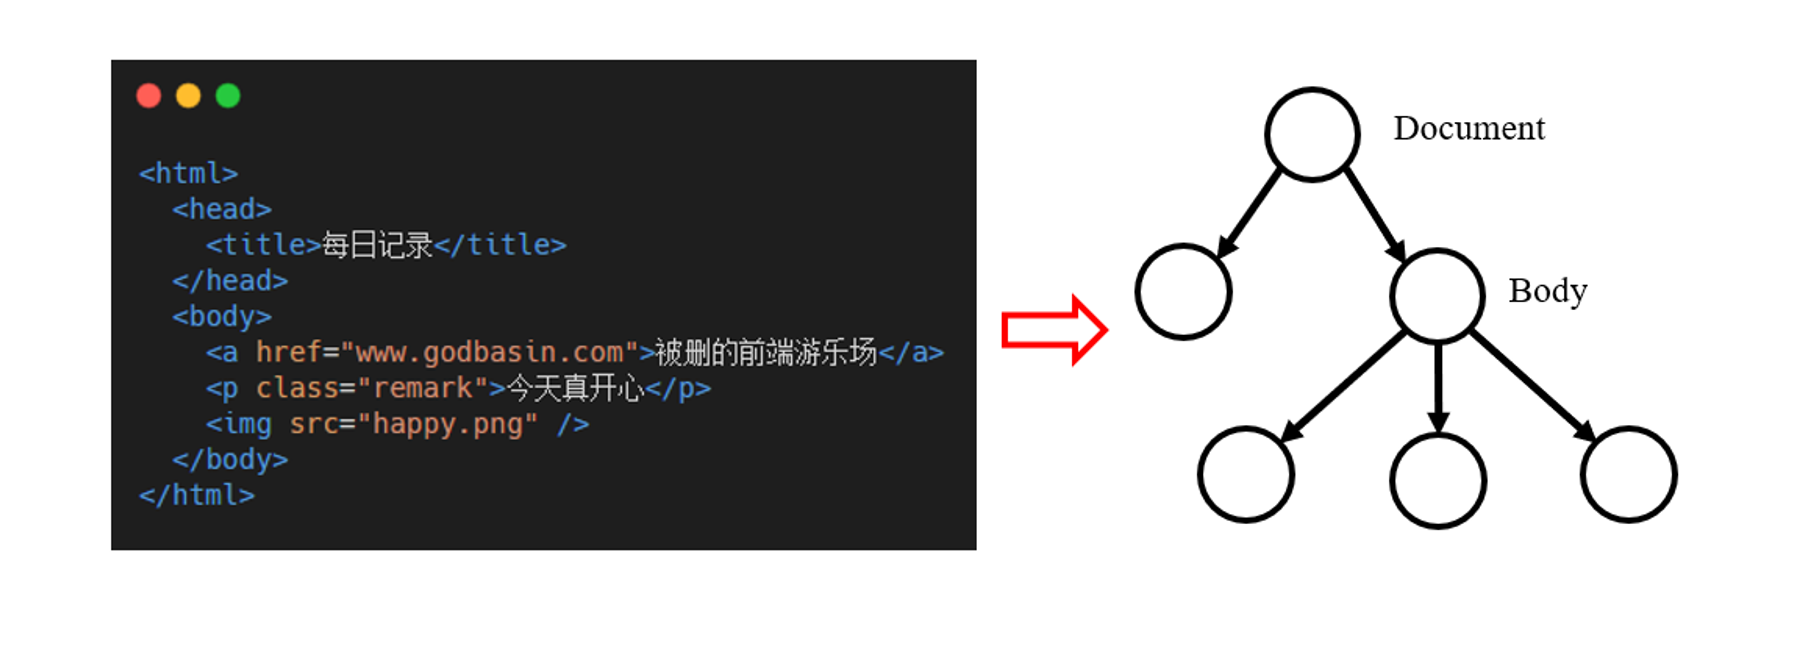 <html>
<head>
<title>每日记录</title>
</head>
<body>
<a href="www.godbasin.com">被删的前端游乐场</a>
<p class="remark">今天真开心</p>
<img src="happy.png" />
</body>
</html>
Document
Body